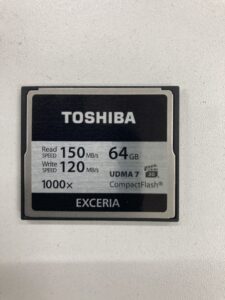 TOSHIBA
Read SPEED 150 MB/s 64 GB
Write SPEED 120 MB/s UDMA 7
1000x CompactFlash®
EXCERIA